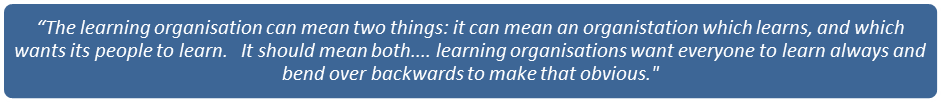 “The learning organisation can mean two things: it can mean an organistation which learns, and which
wants its people to learn.   It should mean both.... learning organisations want everyone to learn always and
bend over backwards to make that obvious."